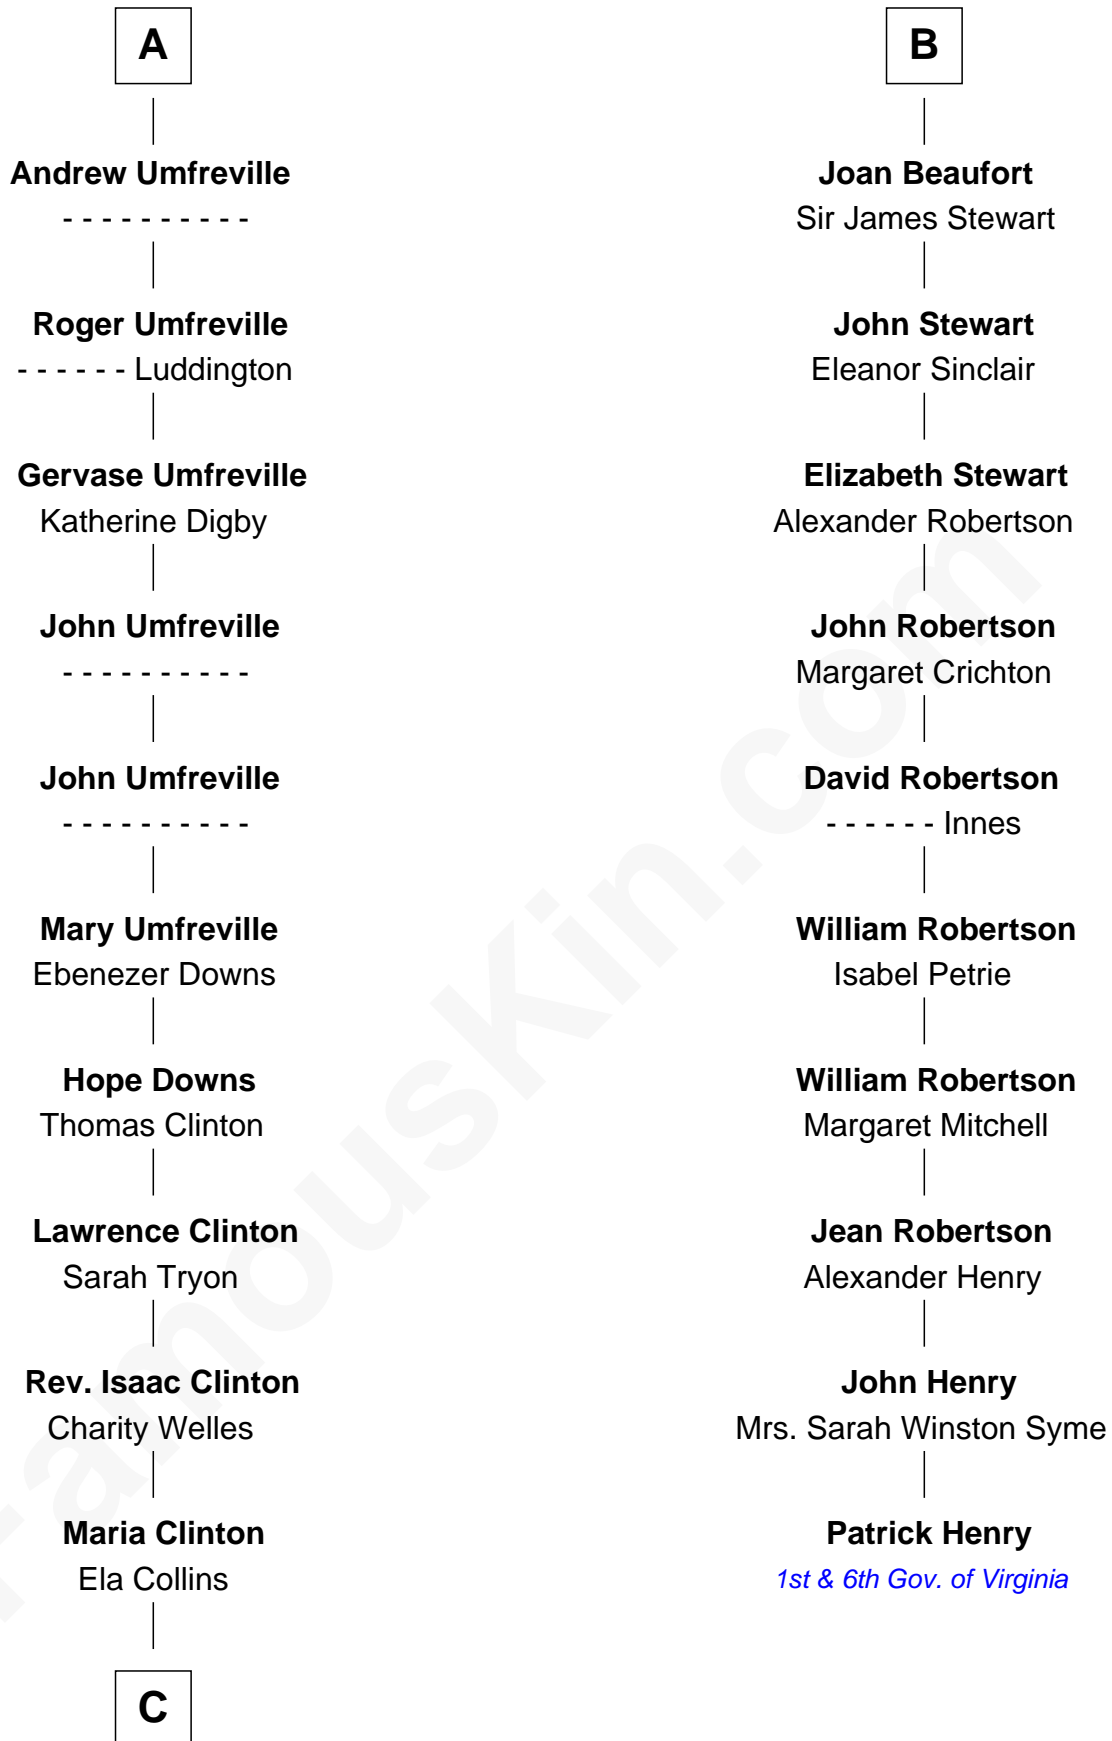 A
Andrew Umfreville
- - - - - - - - - -
Roger Umfreville
- - - - - - Luddington
Gervase Umfreville
Katherine Digby
John Umfreville
- - - - - - - - - -
John Umfreville
- - - - - - - - - -
Mary Umfreville
Ebenezer Downs
Hope Downs
Thomas Clinton
Lawrence Clinton
Sarah Tryon
Rev. Isaac Clinton
Charity Welles
Maria Clinton
Ela Collins
C
B
Joan Beaufort
Sir James Stewart
John Stewart
Eleanor Sinclair
Elizabeth Stewart
Alexander Robertson
John Robertson
Margaret Crichton
David Robertson
- - - - - - Innes
William Robertson
Isabel Petrie
William Robertson
Margaret Mitchell
Jean Robertson
Alexander Henry
John Henry
Mrs. Sarah Winston Syme
Patrick Henry
1st & 6th Gov. of Virginia
FamousKin.com